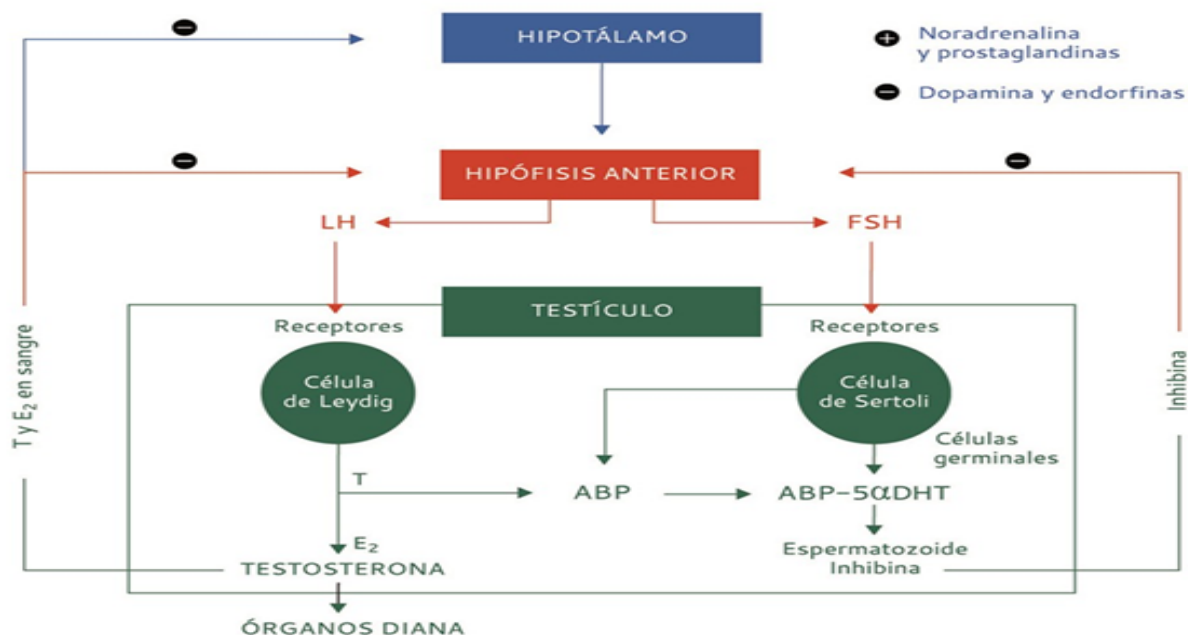 HIPOTÁLAMO
Noradrenalina
y prostaglandinas
Dopamina y endorfinas
HIPÓFISIS ANTERIOR
LH
FSH
TESTÍCULO
Receptores
Receptores
Célula
de Leydig
Célula
de Sertoli
T y E₂ en sangre
Inhibina
Células
germinales
T
ABP
ABP-5αDHT
E₂
TESTOSTERONA
Espermatozoide
Inhibina
ÓRGANOS DIANA